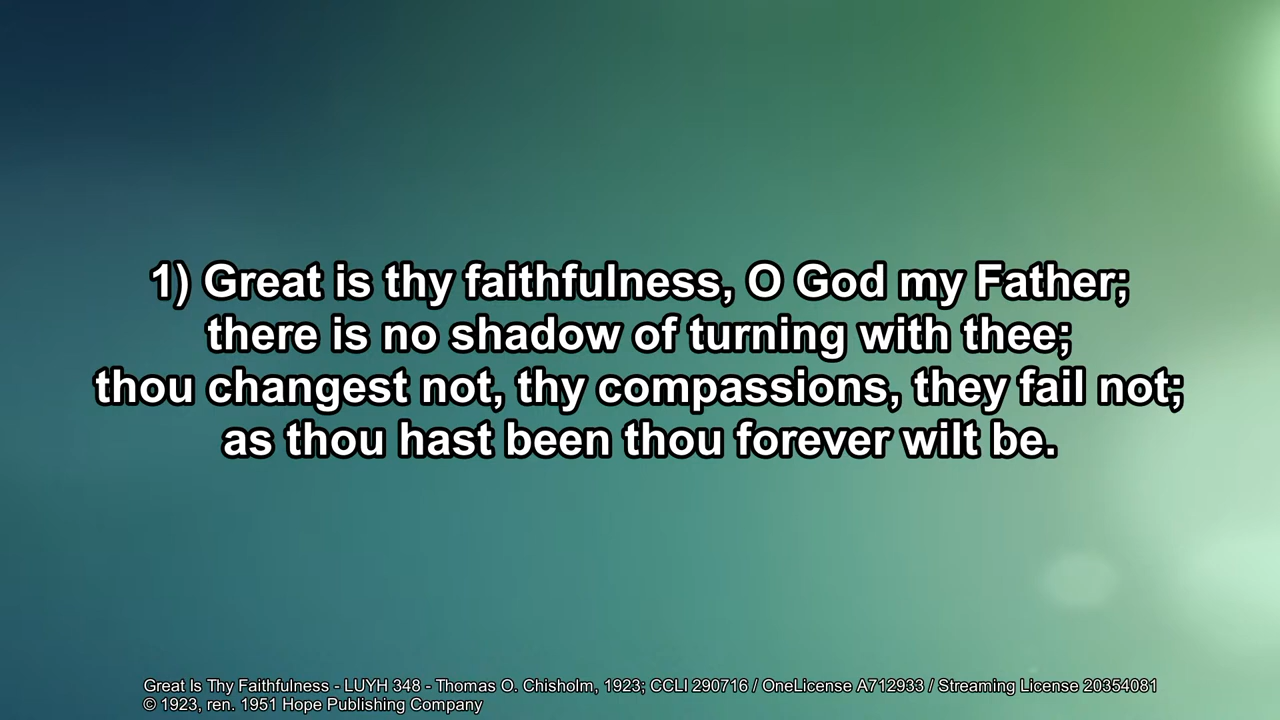 1) Great is thy faithfulness, O God my Father;
there is no shadow of turning with thee;
thou changest not, thy compassions, they fail not;
as thou hast been thou forever wilt be.
Great Is Thy Faithfulness - LUYH 348 - Thomas O. Chisholm, 1923; CCLI 290716 / OneLicense A712933 / Streaming License 20354081
© 1923, ren. 1951 Hope Publishing Company